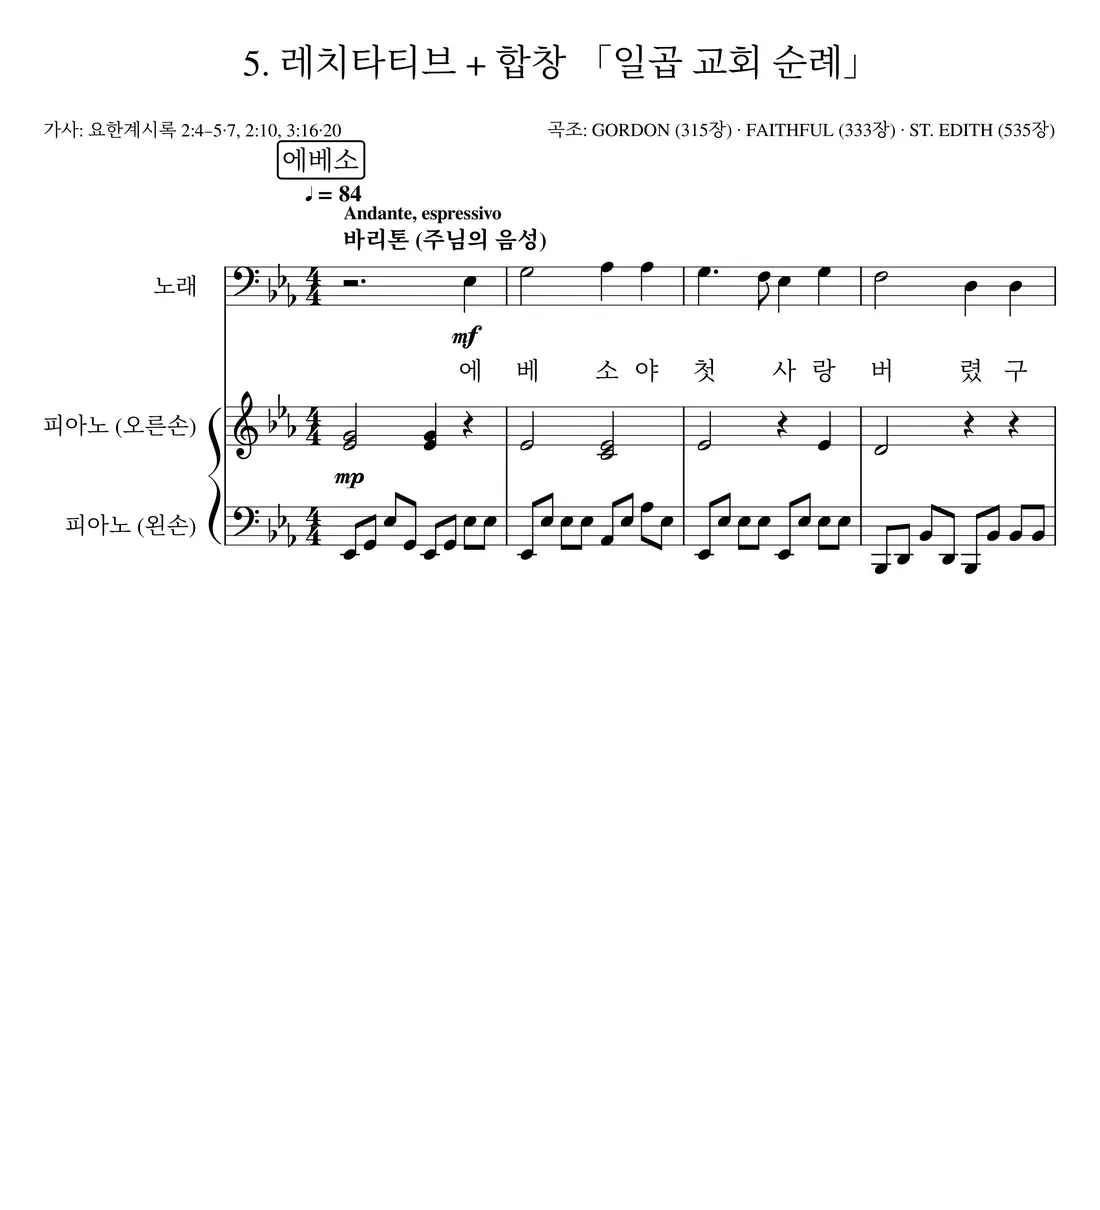 5. 레치타티브 + 합창 「일곱 교회 순례」
가사: 요한계시록 2:4–5·7, 2:10, 3:16·20
곡조: GORDON (315장) · FAITHFUL (333장) · ST. EDITH (535장)
에베소
♩ = 84
Andante, espressivo
바리톤 (주님의 음성)
노래
mf
에 베 소 야 첫 사 랑 버 렸 구
피아노 (오른손)
mp
피아노 (왼손)